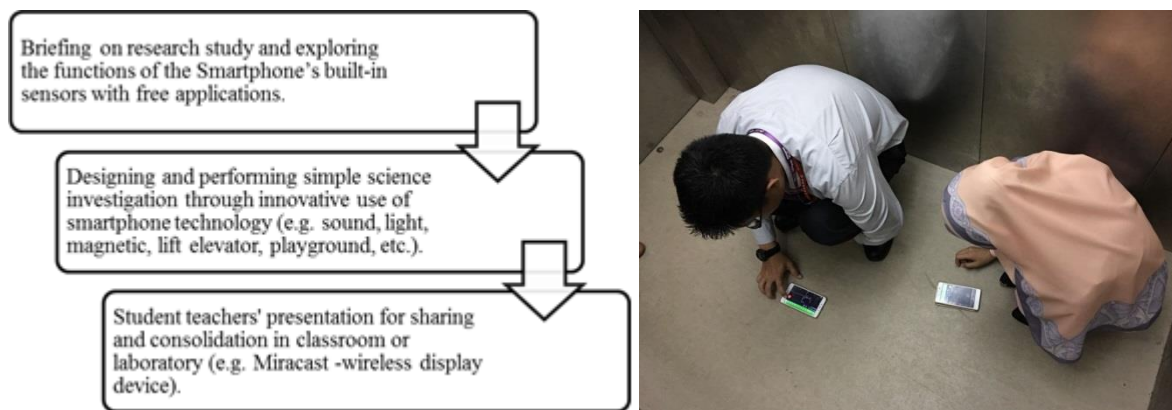 Briefing on research study and exploring
the functions of the Smartphone's built-in
sensors with free applications.
Designing and performing simple science
investigation through innovative use of
smartphone technology (e.g. sound, light,
magnetic, lift elevator, playground, etc.).
Student teachers' presentation for sharing
and consolidation in classroom or
laboratory (e.g. Miracast -wireless display
device).